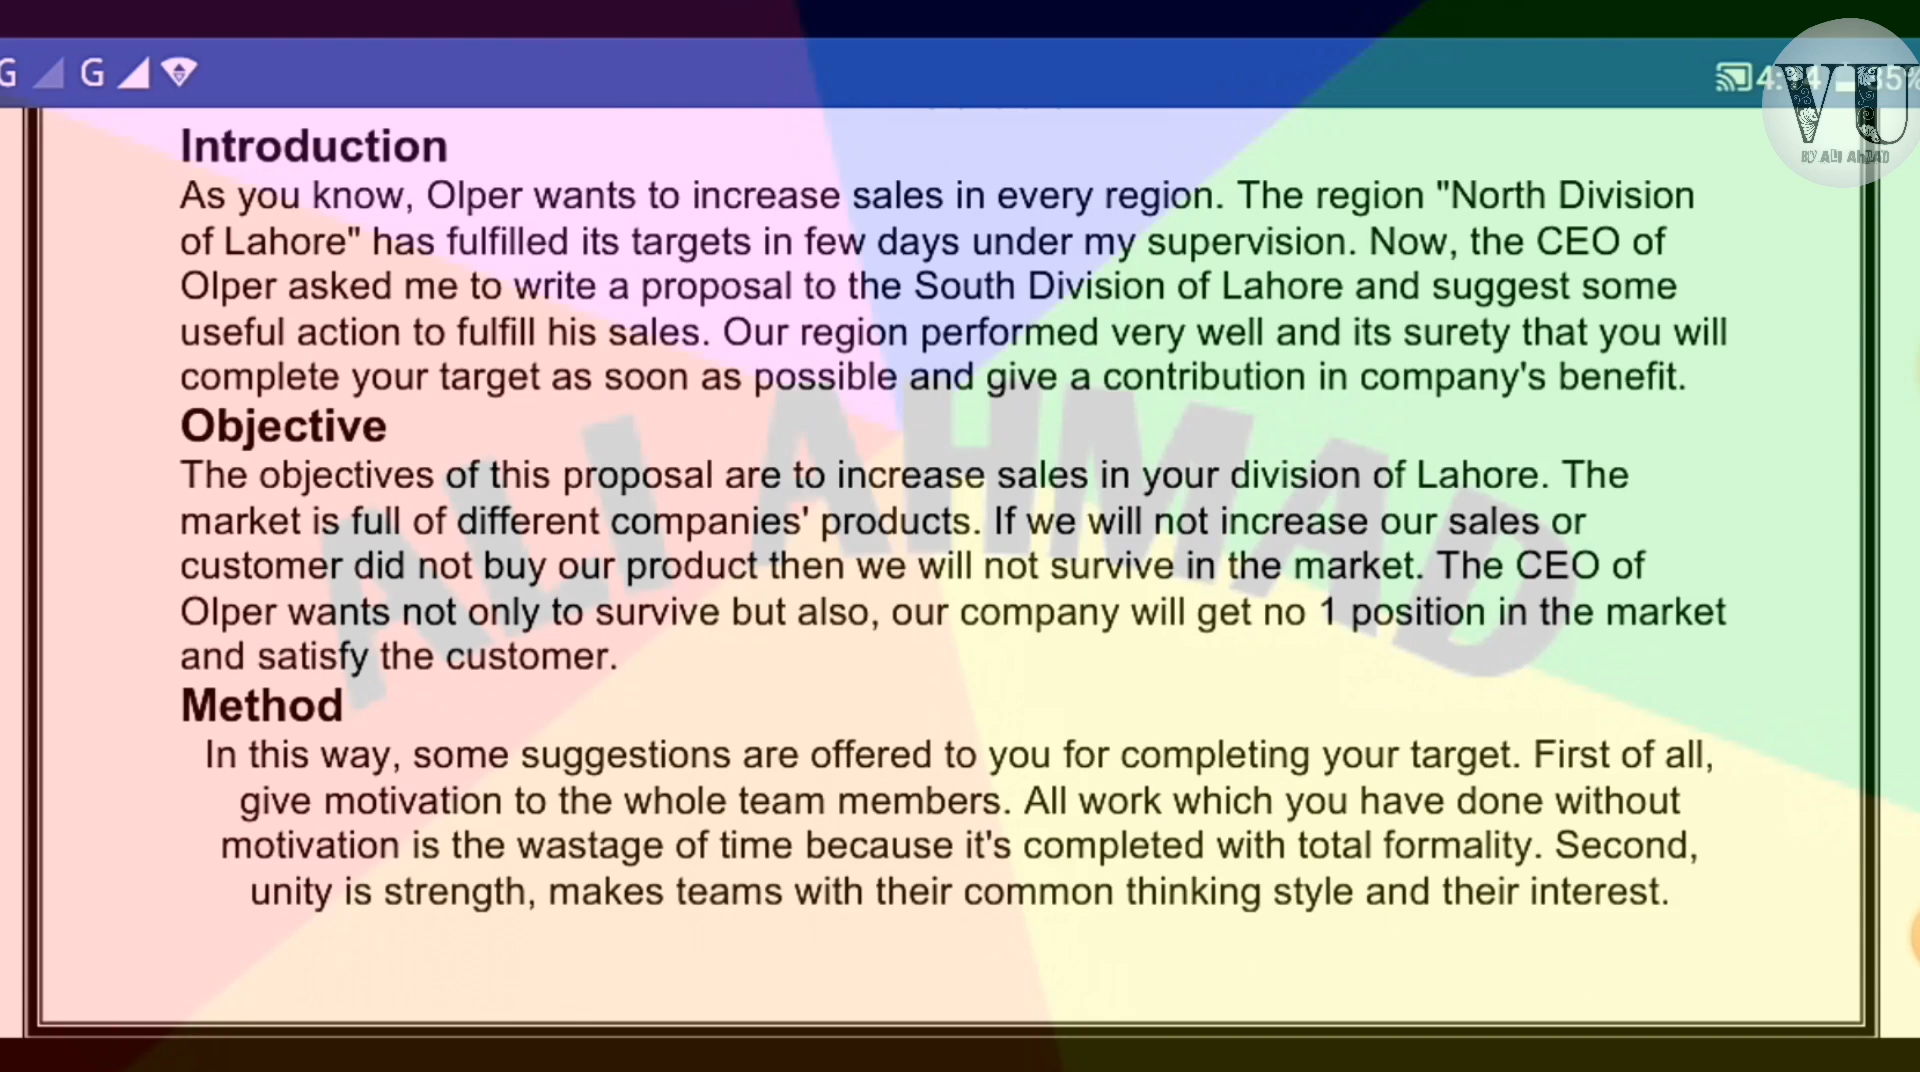 G G
Introduction
As you know, Olper wants to increase sales in every region. The region "North Division
of Lahore" has fulfilled its targets in few days under my supervision. Now, the CEO of
Olper asked me to write a proposal to the South Division of Lahore and suggest some
useful action to fulfill his sales. Our region performed very well and its surety that you will
complete your target as soon as possible and give a contribution in company's benefit.
Objective
The objectives of this proposal are to increase sales in your division of Lahore. The
market is full of different companies' products. If we will not increase our sales or
customer did not buy our product then we will not survive in the market. The CEO of
Olper wants not only to survive but also, our company will get no 1 position in the market
and satisfy the customer.
Method
In this way, some suggestions are offered to you for completing your target. First of all,
give motivation to the whole team members. All work which you have done without
motivation is the wastage of time because it's completed with total formality. Second,
unity is strength, makes teams with their common thinking style and their interest.
ALI AHMAD
VU
BY ALI AHMAD